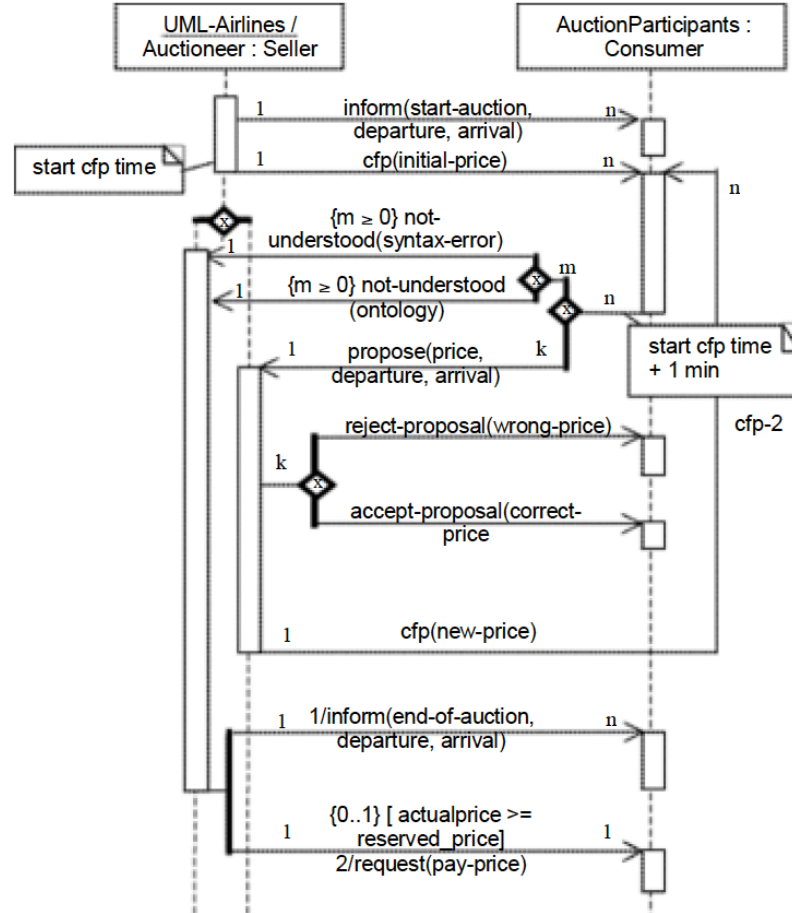 UML-Airlines /
Auctioneer : Seller
AuctionParticipants :
Consumer
1
inform(start-auction,
n
departure, arrival)
start cfp time
1
cfp(initial-price)
n
n
x
{m ≥ 0} not-
1
understood(syntax-error)
x
m
{m ≥ 0} not-understood
1
(ontology)
x
n
start cfp time
+ 1 min
1
propose(price,
k
departure, arrival)
cfp-2
reject-proposal(wrong-price)
k
x
accept-proposal(correct-
price
1
cfp(new-price)
1
1/inform(end-of-auction,
n
departure, arrival)
{0..1} [ actualprice >=
1
reserved_price]
1
2/request(pay-price)